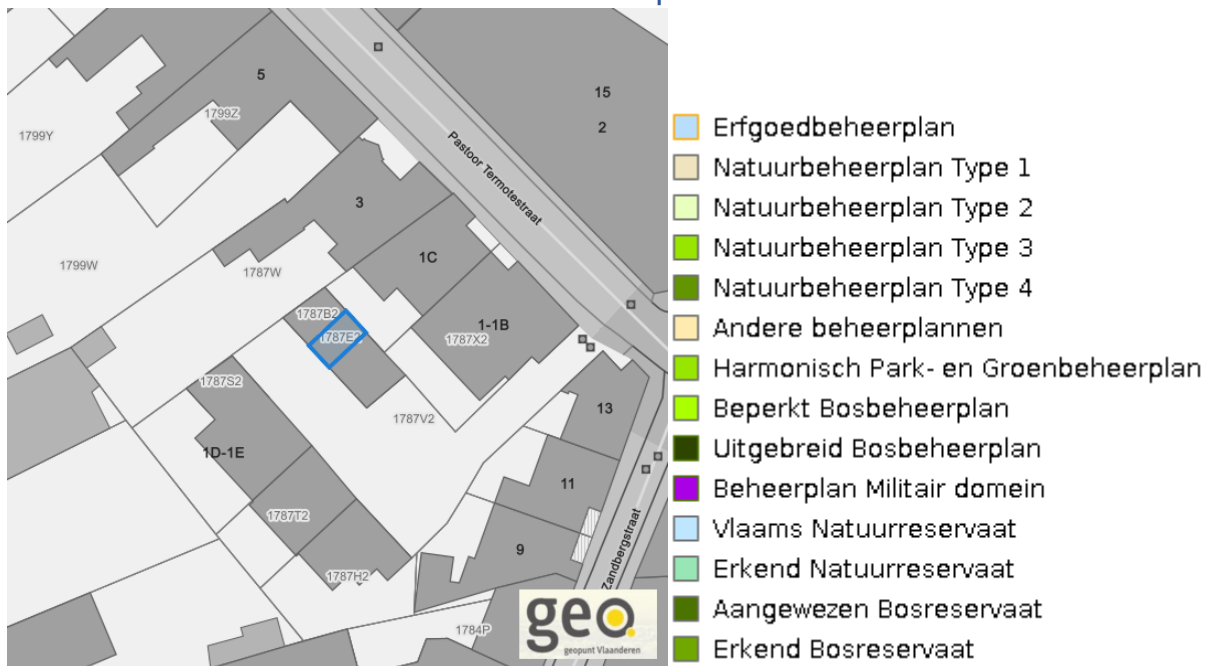 5
15
2
1799Z
1799Y
Pastoor Termotestraat
3
1C
1799W
1787W
1787B2
1787E2
1-1B
1787X2
1787S2
1787V2
13
1D-1E
11
1787T2
9
Zandbergstraat
1787H2
1784P
geo.
geopunt Vlaanderen
Erfgoedbeheerplan
Natuurbeheerplan Type 1
Natuurbeheerplan Type 2
Natuurbeheerplan Type 3
Natuurbeheerplan Type 4
Andere beheerplannen
Harmonisch Park- en Groenbeheerplan
Beperkt Bosbeheerplan
Uitgebreid Bosbeheerplan
Beheerplan Militair domein
Vlaams Natuurreservaat
Erkend Natuurreservaat
Aangewezen Bosreservaat
Erkend Bosreservaat